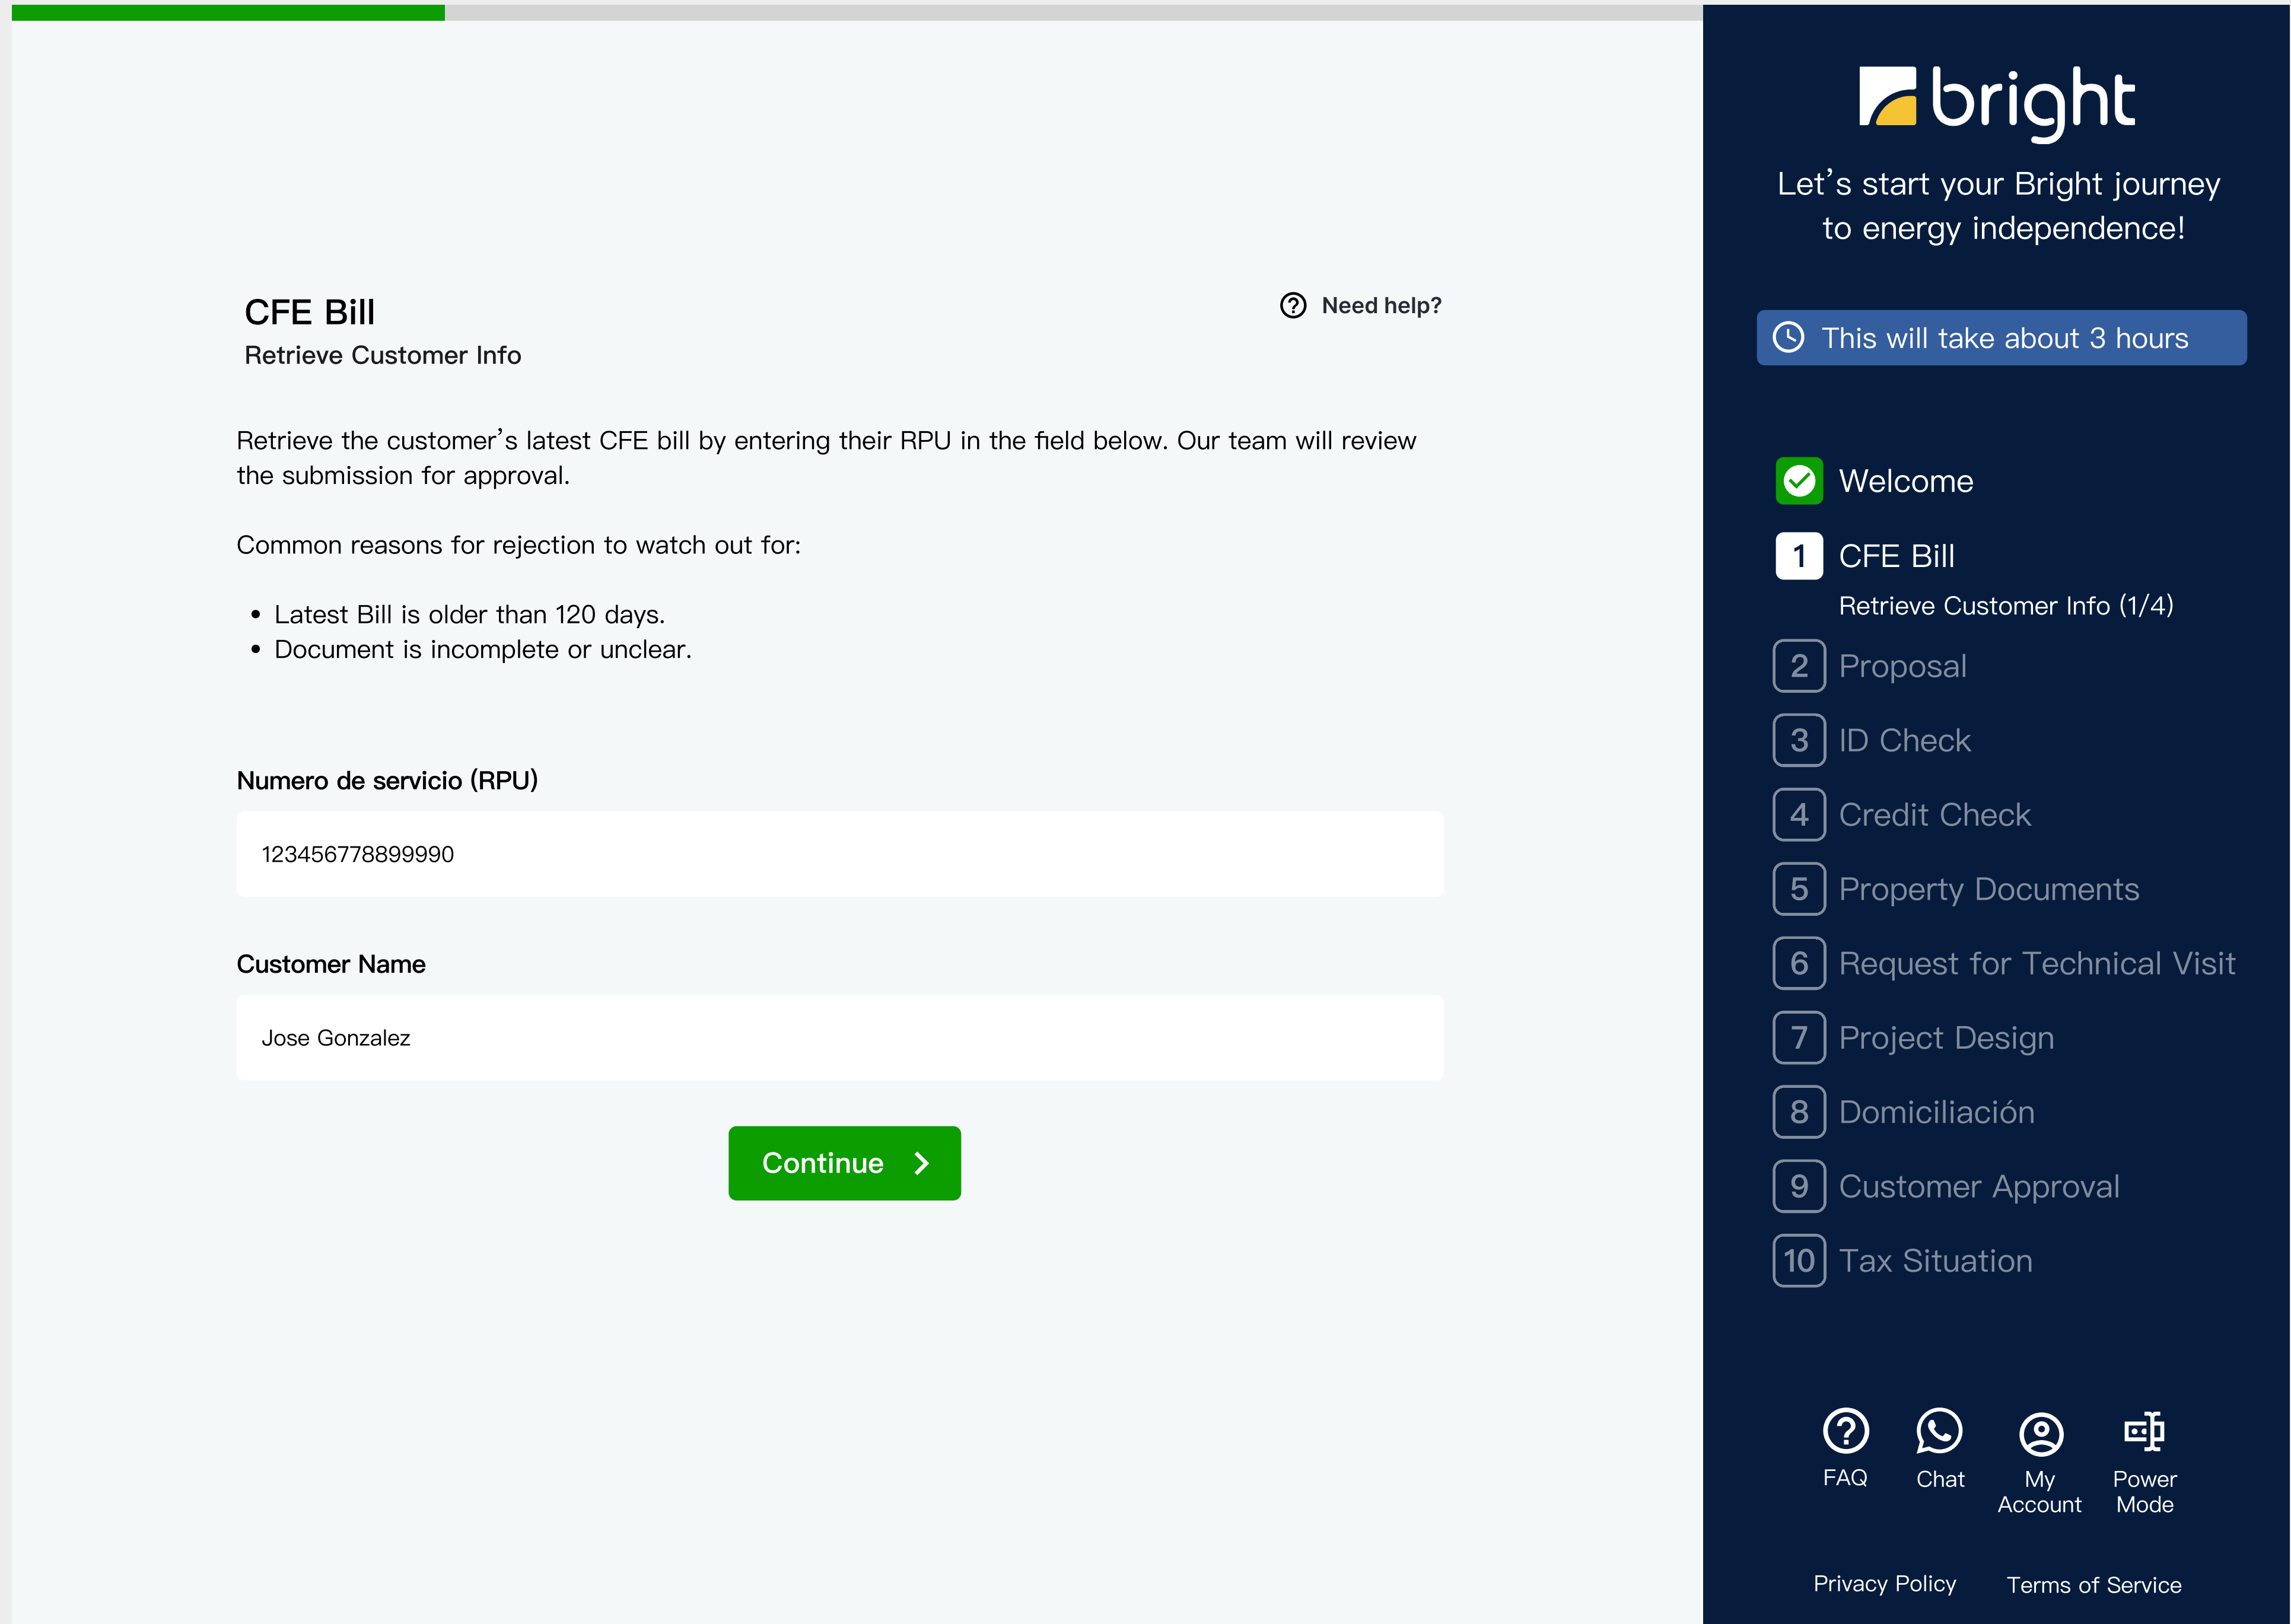 bright
Let's start your Bright journey
to energy independence!
This will take about 3 hours
CFE Bill
Retrieve Customer Info
Need help?
Retrieve the customer's latest CFE bill by entering their RPU in the field below. Our team will review
the submission for approval.
Common reasons for rejection to watch out for:
• Latest Bill is older than 120 days.
• Document is incomplete or unclear.
Numero de servicio (RPU)
123456778899990
Customer Name
Jose Gonzalez
Continue
Welcome
1 CFE Bill
Retrieve Customer Info (1/4)
2 Proposal
3 ID Check
4 Credit Check
5 Property Documents
6 Request for Technical Visit
7 Project Design
8 Domiciliación
9 Customer Approval
10 Tax Situation
FAQ
Chat
My
Account
Power
Mode
Privacy Policy
Terms of Service